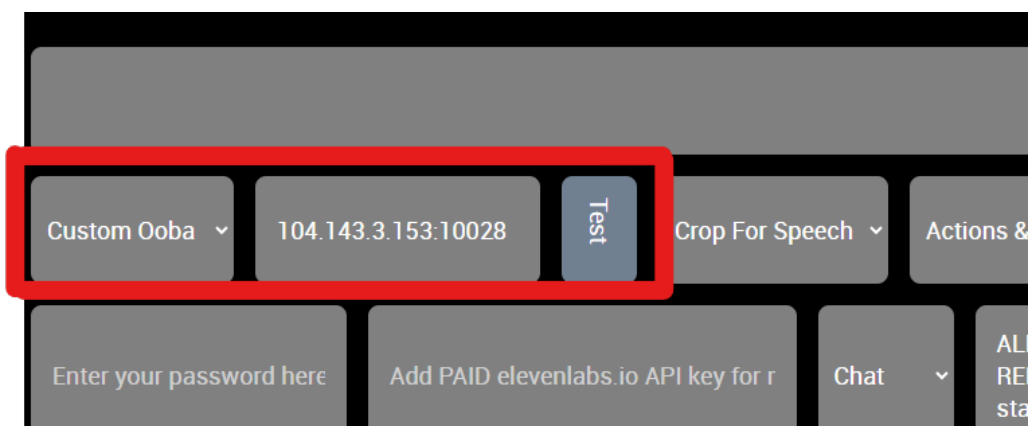 Custom Ooba
104.143.3.153:10028
Test
Crop For Speech
Actions &
Enter your password here
Add PAID elevenlabs.io API key for r
Chat